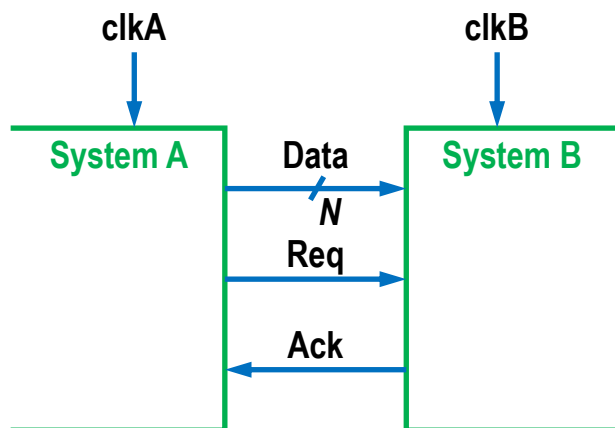 clkA
clkB
System A
Data
System B
N
Req
Ack